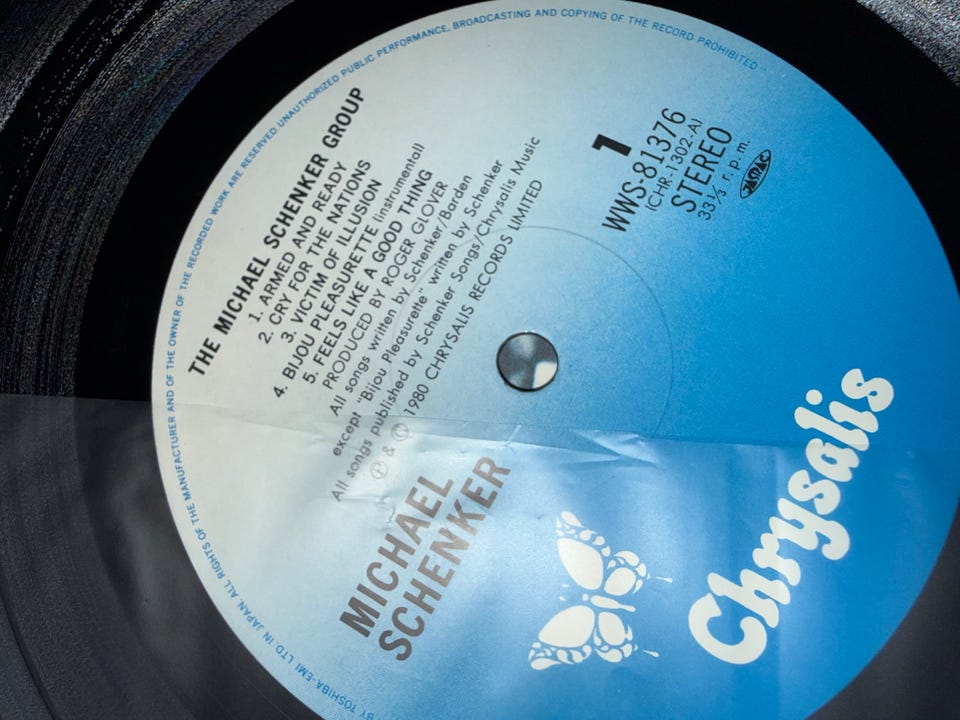 THE MICHAEL SCHENKER GROUP
1. ARMED AND READY
2. CRY FOR THE NATIONS
3. VICTIM OF ILLUSION
4. BIJOU PLEASURETTE (instrumental)
5. FEELS LIKE A GOOD THING
PRODUCED BY ROGER GLOVER
All songs written by Schenker/Barden
except "Bijou Pleasurette" written by Schenker
All songs published by Schenker Songs/Chrysalis Music
Ⓟ & © 1980 CHRYSALIS RECORDS LIMITED
1
WWS-81376
(CHR-1302-A)
STEREO
33⅓ r.p.m.
JASRAC
MICHAEL
SCHENKER
Chrysalis
BY TOSHIBA-EMI LTD. IN JAPAN. ALL RIGHTS OF THE MANUFACTURER AND OF THE OWNER OF THE RECORDED WORK ARE RESERVED. UNAUTHORIZED PUBLIC PERFORMANCE, BROADCASTING AND COPYING OF THE RECORD PROHIBITED